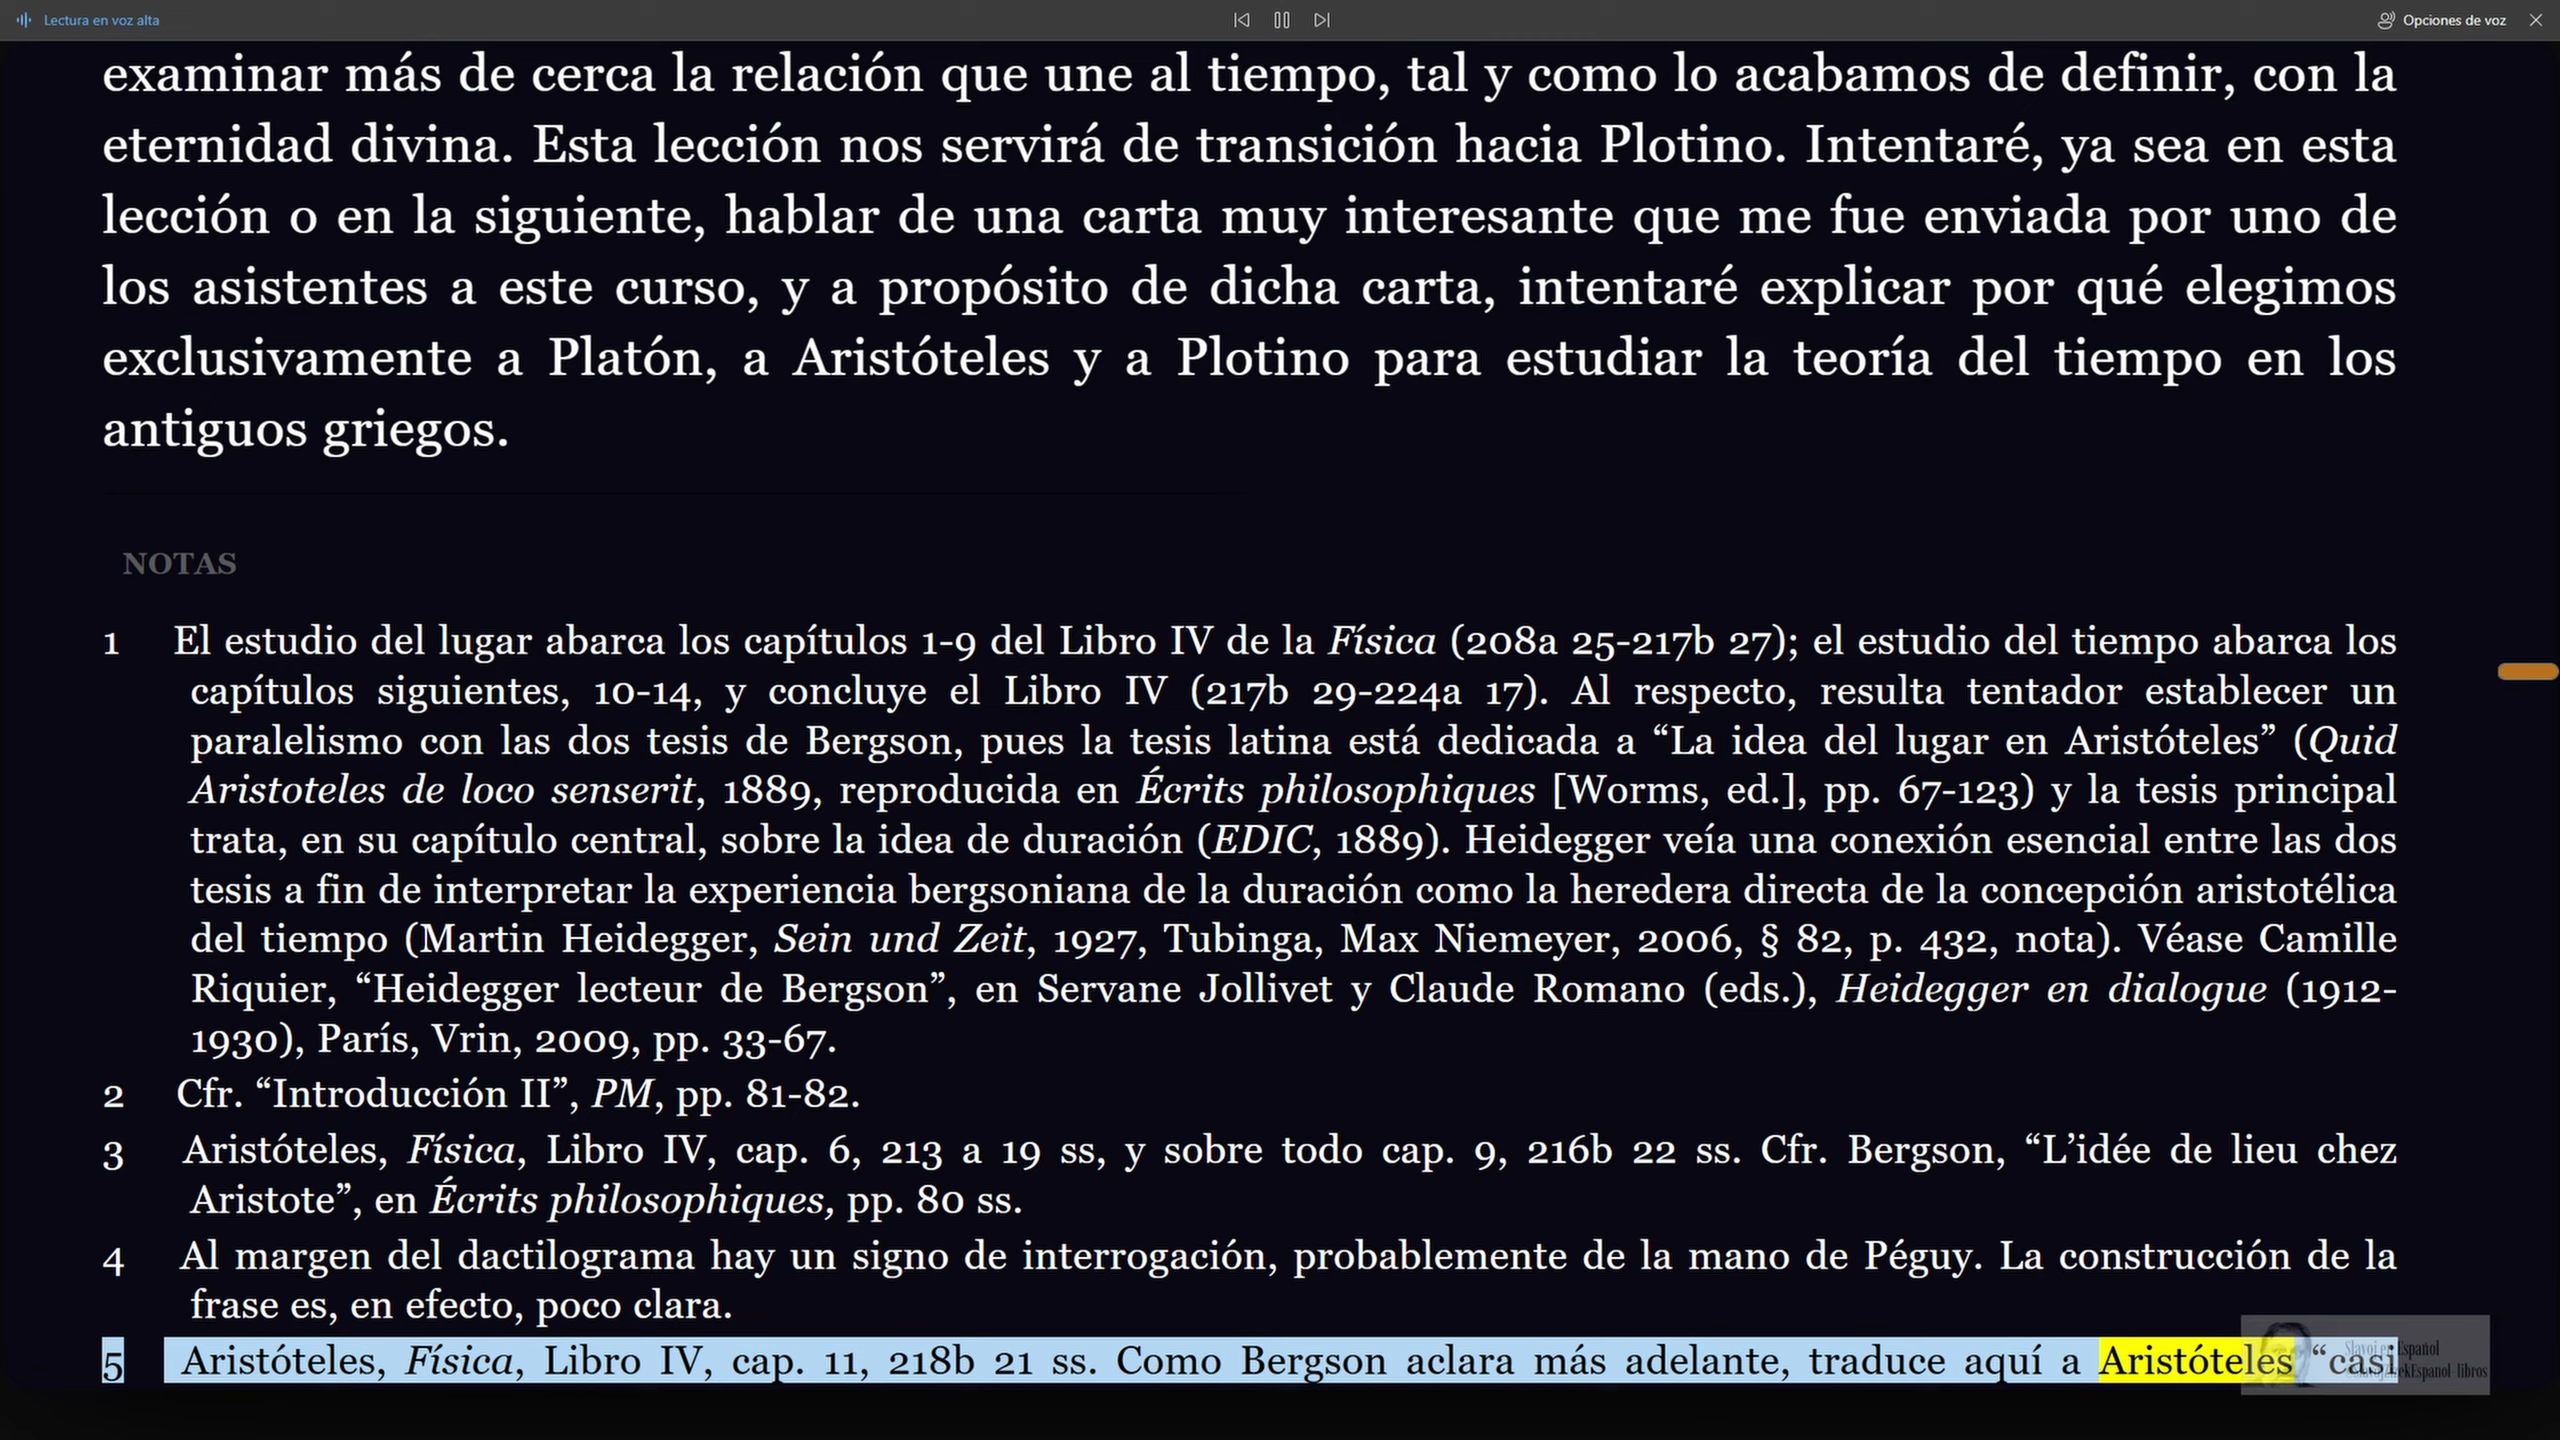 Lectura en voz alta
Opciones de voz
examinar más de cerca la relación que une al tiempo, tal y como lo acabamos de definir, con la
eternidad divina. Esta lección nos servirá de transición hacia Plotino. Intentaré, ya sea en esta
lección o en la siguiente, hablar de una carta muy interesante que me fue enviada por uno de
los asistentes a este curso, y a propósito de dicha carta, intentaré explicar por qué elegimos
exclusivamente a Platón, a Aristóteles y a Plotino para estudiar la teoría del tiempo en los
antiguos griegos.
NOTAS
1 El estudio del lugar abarca los capítulos 1-9 del Libro IV de la Física (208a 25-217b 27); el estudio del tiempo abarca los
capítulos siguientes, 10-14, y concluye el Libro IV (217b 29-224a 17). Al respecto, resulta tentador establecer un
paralelismo con las dos tesis de Bergson, pues la tesis latina está dedicada a “La idea del lugar en Aristóteles” (Quid
Aristoteles de loco senserit, 1889, reproducida en Écrits philosophiques [Worms, ed.], pp. 67-123) y la tesis principal
trata, en su capítulo central, sobre la idea de duración (EDIC, 1889). Heidegger veía una conexión esencial entre las dos
tesis a fin de interpretar la experiencia bergsoniana de la duración como la heredera directa de la concepción aristotélica
del tiempo (Martin Heidegger, Sein und Zeit, 1927, Tubinga, Max Niemeyer, 2006, § 82, p. 432, nota). Véase Camille
Riquier, “Heidegger lecteur de Bergson”, en Servane Jollivet y Claude Romano (eds.), Heidegger en dialogue (1912-
1930), París, Vrin, 2009, pp. 33-67.
2 Cfr. “Introducción II”, PM, pp. 81-82.
3 Aristóteles, Física, Libro IV, cap. 6, 213 a 19 ss, y sobre todo cap. 9, 216b 22 ss. Cfr. Bergson, “L’idée de lieu chez
Aristote”, en Écrits philosophiques, pp. 80 ss.
4 Al margen del dactilograma hay un signo de interrogación, probablemente de la mano de Péguy. La construcción de la
frase es, en efecto, poco clara.
5 Aristóteles, Física, Libro IV, cap. 11, 218b 21 ss. Como Bergson aclara más adelante, traduce aquí a Aristóteles “casi
Español
libros